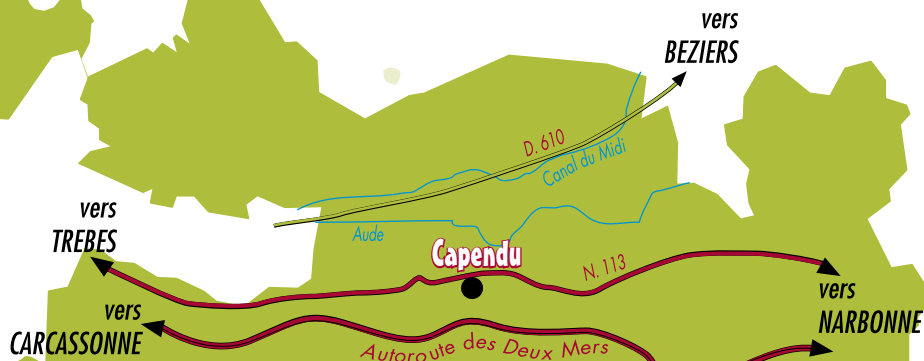 vers
BEZIERS
D. 610
Canal du Midi
vers
TREBES
Aude
Capendu
N. 113
vers
NARBONNE
vers
CARCASSONNE
Autoroute des Deux Mers